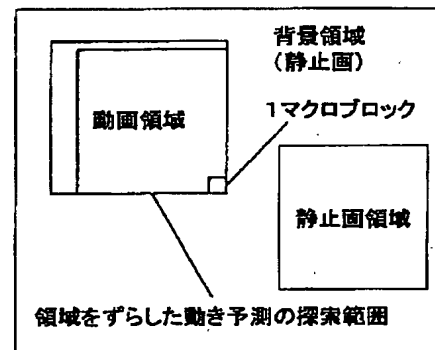 背景領域
(静止画)
1マクロブロック
動画領域
静止画領域
領域をずらした動き予測の探索範囲